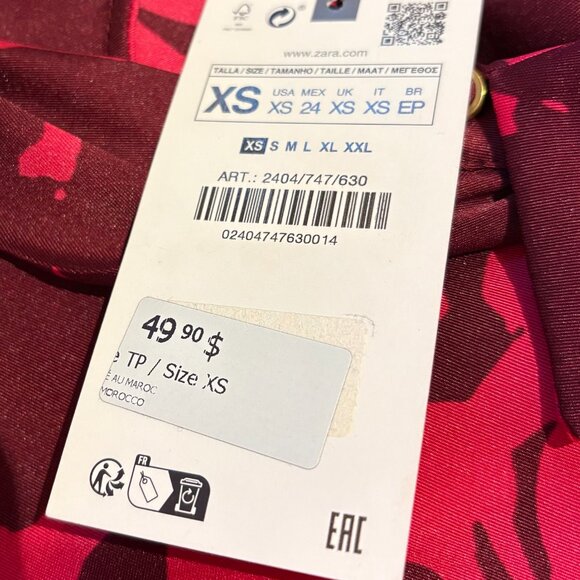 FSC
www.zara.com
TALLA / SIZE / TAMANHO / TAILLE / MAAT / ΜΕΓΕΘΟΣ
XS USA MEX UK IT BR
XS 24 XS XS EP
XS S M L XL XXL
ART.: 2404/747/630
02404747630014
49 90 $
e TP / Size XS
E AU MAROC
MOROCCO
FR
EAC